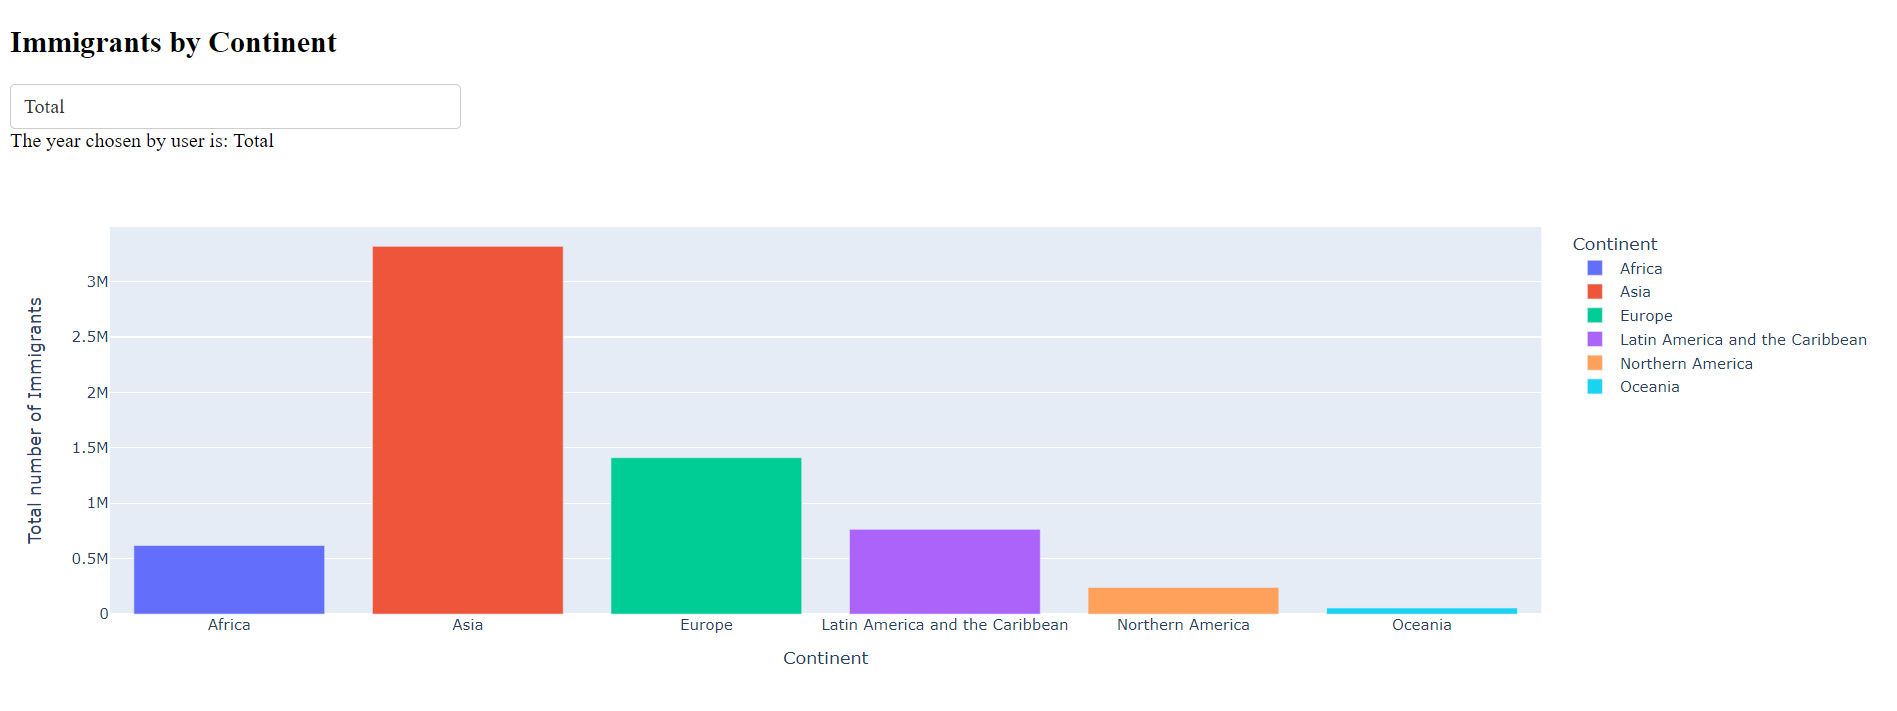 Immigrants by Continent
Total
The year chosen by user is: Total
Total number of Immigrants
3M
2.5M
2M
1.5M
1M
0.5M
0
Africa
Asia
Europe
Latin America and the Caribbean
Northern America
Oceania
Continent
Continent
Africa
Asia
Europe
Latin America and the Caribbean
Northern America
Oceania